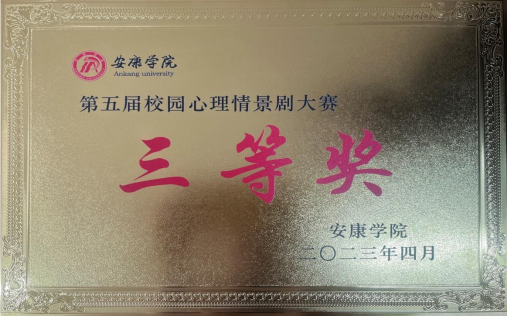 安康学院
Ankang university
第五届校园心理情景剧大赛
三等奖
安康学院
二〇二三年四月